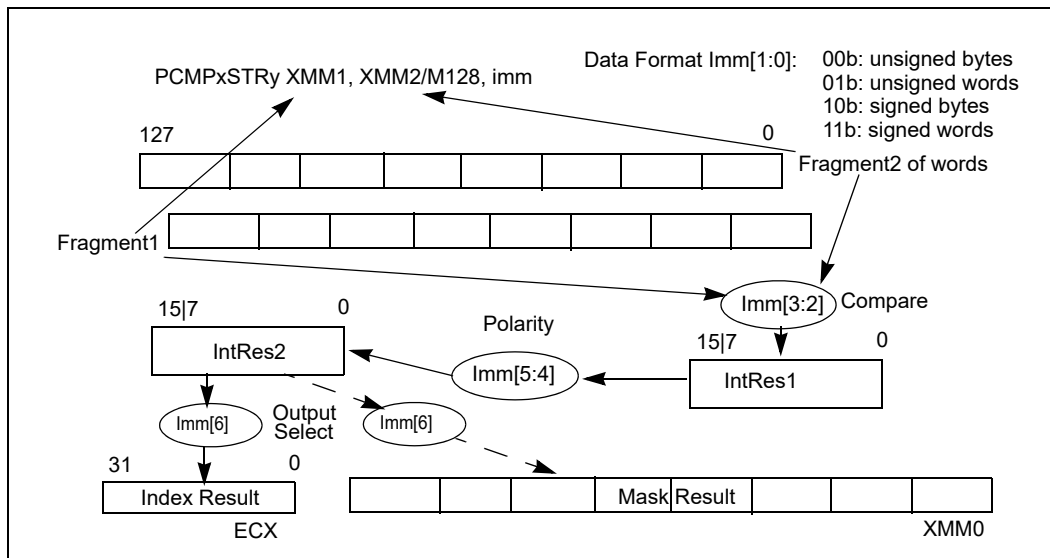 Data Format Imm[1:0]: 00b: unsigned bytes
PCMPxSTRy XMM1, XMM2/M128, imm
01b: unsigned words
10b: signed bytes
11b: signed words
127 0
Fragment2 of words
Fragment1
Imm[3:2] Compare
15|7 0
Polarity
15|7 0
IntRes2
Imm[5:4]
IntRes1
Imm[6]
Output
Select
Imm[6]
31 0
Index Result
Mask Result
ECX
XMM0